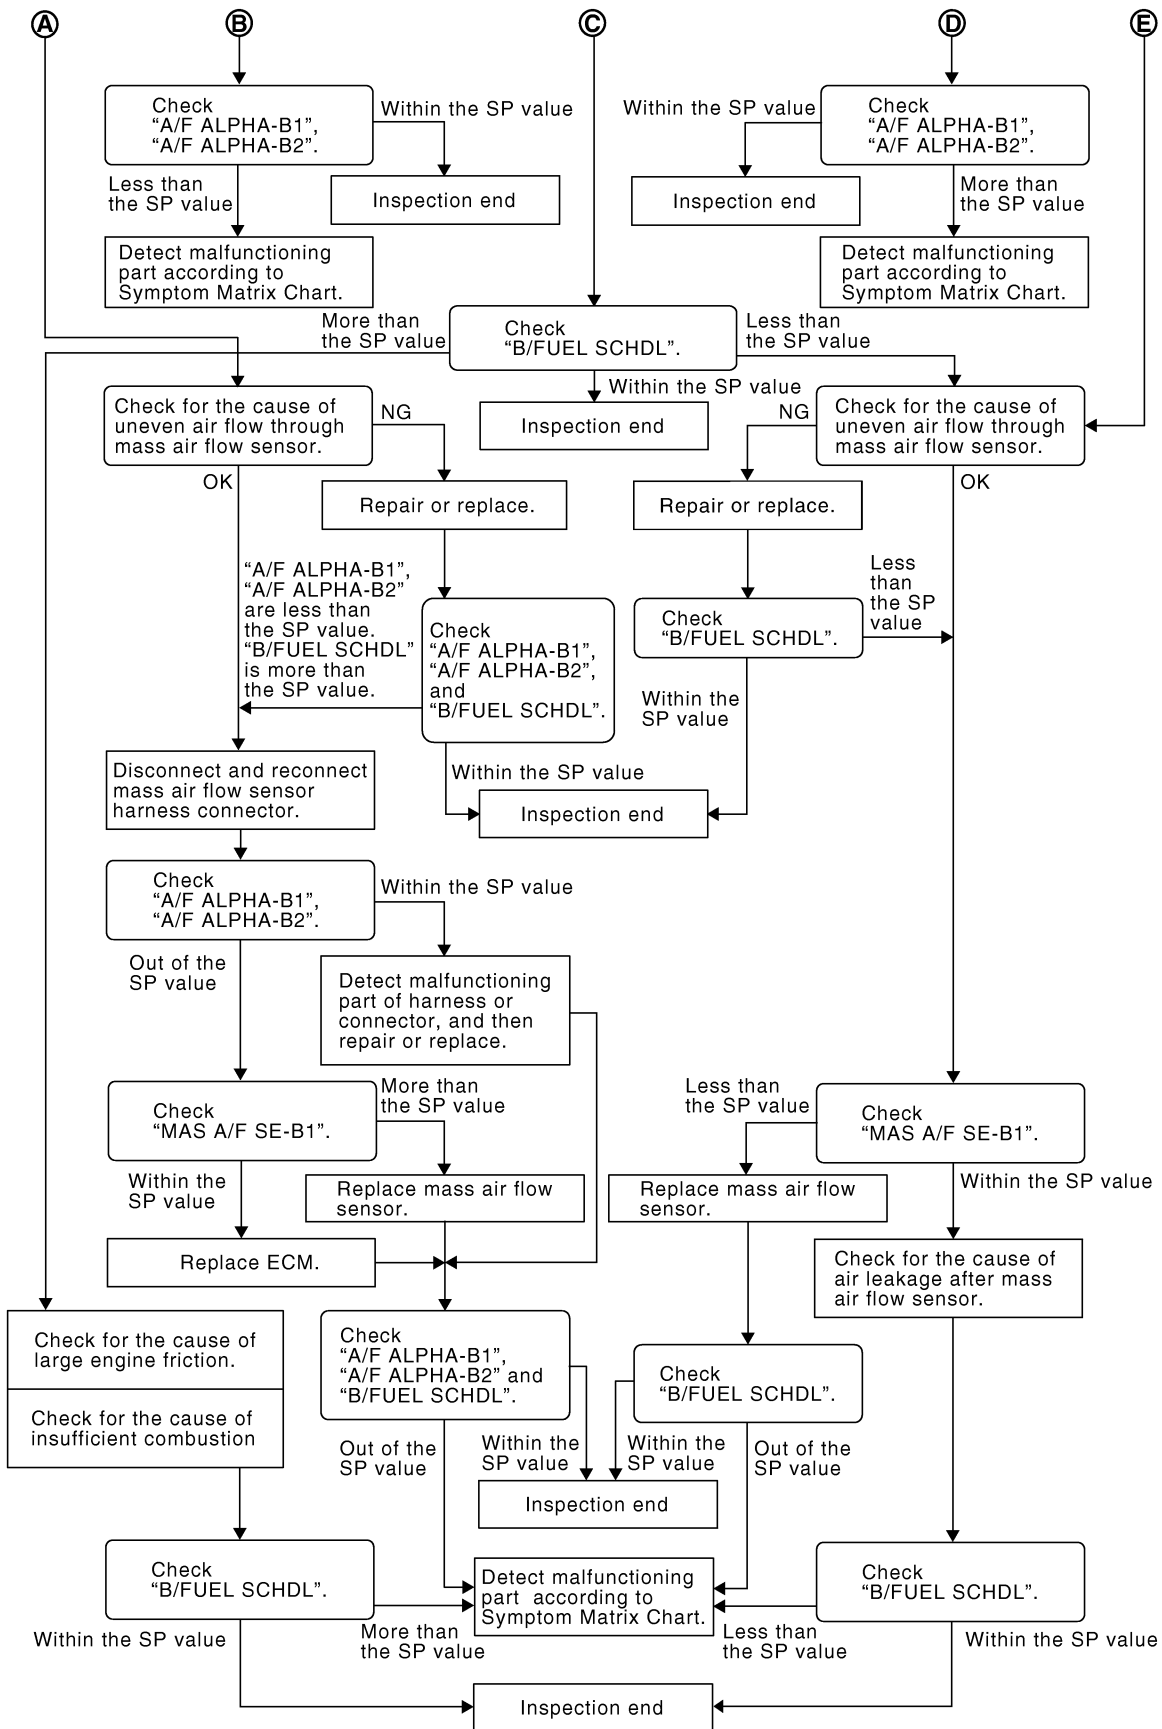 A
B
C
D
E
Check
“A/F ALPHA-B1”,
“A/F ALPHA-B2”.
Within the SP value
Less than
the SP value
Inspection end
Detect malfunctioning
part according to
Symptom Matrix Chart.
Within the SP value
Check
“A/F ALPHA-B1”,
“A/F ALPHA-B2”.
Inspection end
More than
the SP value
Detect malfunctioning
part according to
Symptom Matrix Chart.
More than
the SP value
Check
“B/FUEL SCHDL”.
Less than
the SP value
Within the SP value
Inspection end
Check for the cause of
uneven air flow through
mass air flow sensor.
NG
OK
Repair or replace.
NG
Check for the cause of
uneven air flow through
mass air flow sensor.
OK
Repair or replace.
“A/F ALPHA-B1”,
“A/F ALPHA-B2”
are less than
the SP value.
“B/FUEL SCHDL”
is more than
the SP value.
Check
“A/F ALPHA-B1”,
“A/F ALPHA-B2”,
and
“B/FUEL SCHDL”.
Check
“B/FUEL SCHDL”.
Less
than
the SP
value
Within the
SP value
Within the SP value
Inspection end
Disconnect and reconnect
mass air flow sensor
harness connector.
Check
“A/F ALPHA-B1”,
“A/F ALPHA-B2”.
Within the SP value
Out of the
SP value
Detect malfunctioning
part of harness or
connector, and then
repair or replace.
Check
“MAS A/F SE-B1”.
More than
the SP value
Within the
SP value
Replace mass air flow
sensor.
Replace ECM.
Less than
the SP value
Check
“MAS A/F SE-B1”.
Within the SP value
Replace mass air flow
sensor.
Check for the cause of
air leakage after mass
air flow sensor.
Check for the cause of
large engine friction.
Check for the cause of
insufficient combustion
Check
“A/F ALPHA-B1”,
“A/F ALPHA-B2” and
“B/FUEL SCHDL”.
Check
“B/FUEL SCHDL”.
Out of the
SP value
Within the
SP value
Within the
SP value
Out of the
SP value
Inspection end
Check
“B/FUEL SCHDL”.
Detect malfunctioning
part according to
Symptom Matrix Chart.
Check
“B/FUEL SCHDL”.
Within the SP value
More than
the SP value
Less than
the SP value
Within the SP value
Inspection end